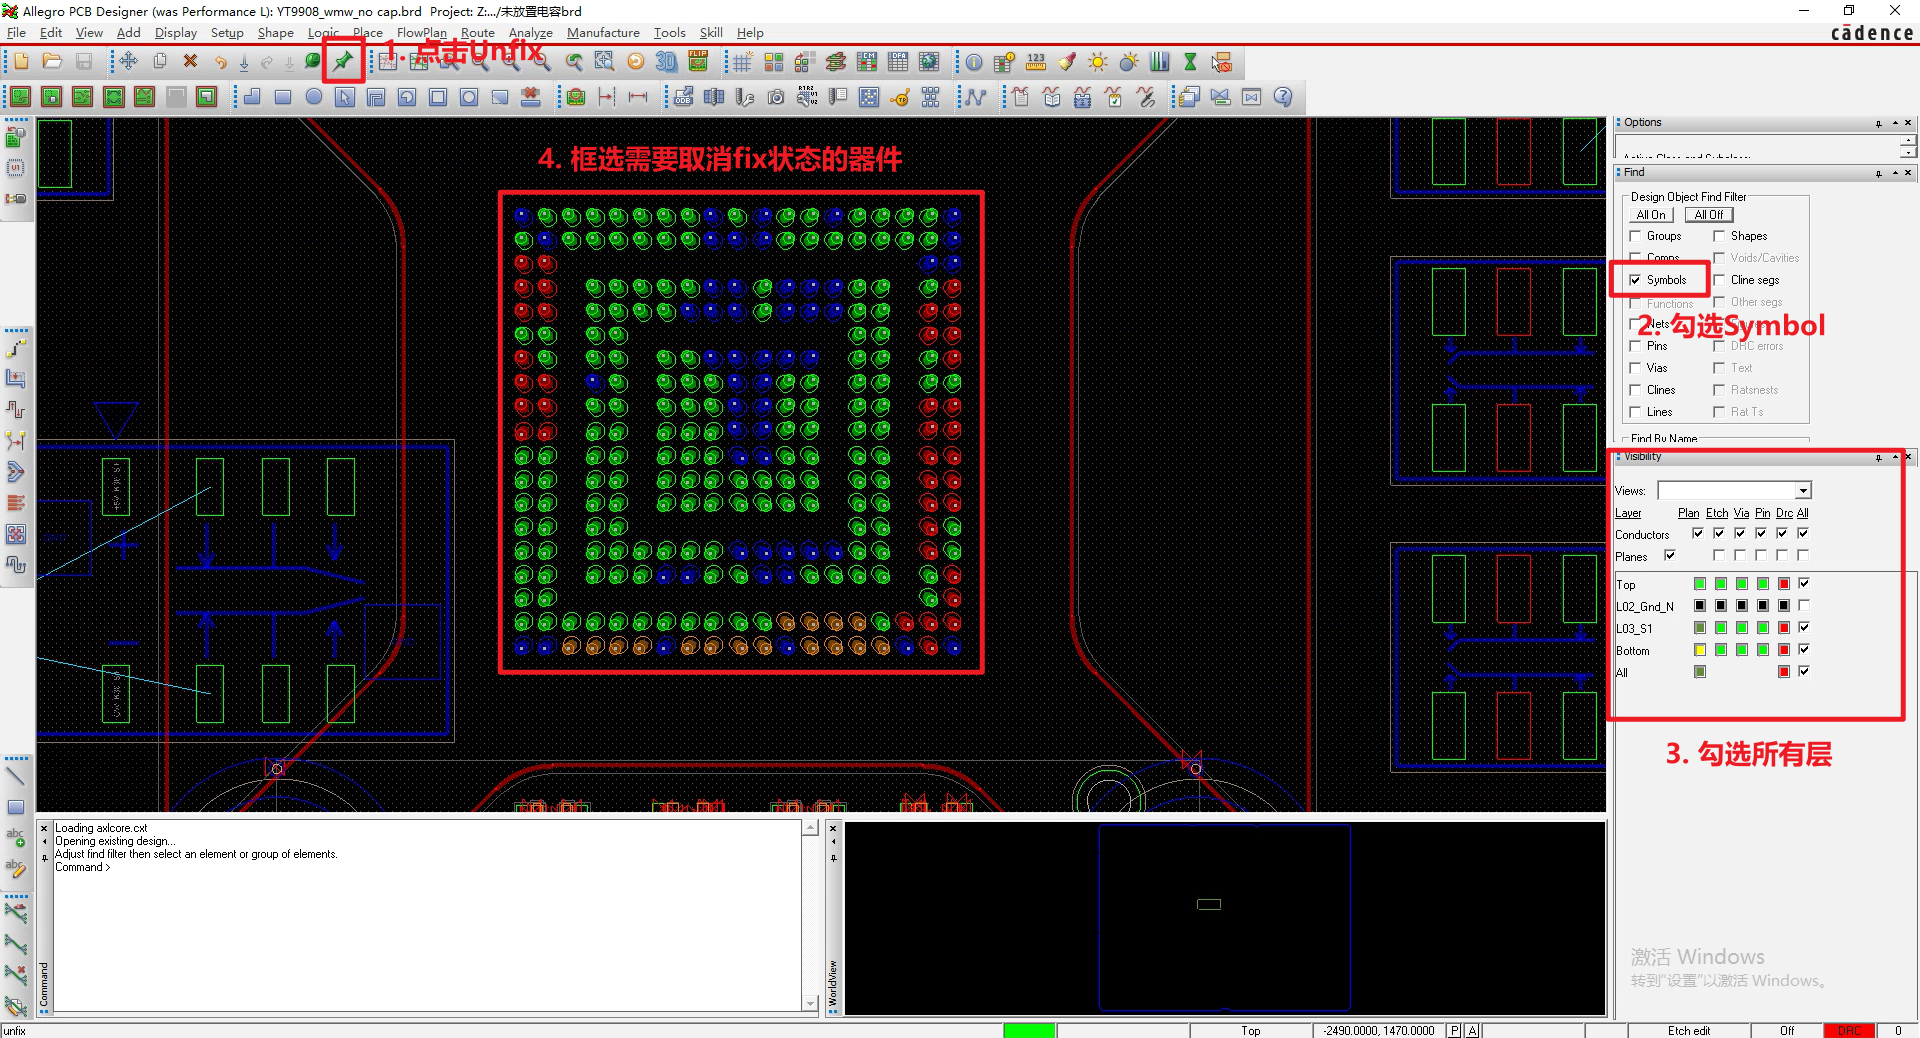 Allegro PCB Designer (was Performance L): YT9908_wmw_no cap.brd  Project: Z:.../未放置电容brd
File Edit View Add Display Setup Shape Logic Place FlowPlan Route Analyze Manufacture Tools Skill Help
cādence
1. 点击Unfix
4. 框选需要取消fix状态的器件
Options
Active Class and Subclass:
Find
Design Object Find Filter
All On All Off
Groups Shapes
Comps Voids/Cavities
Symbols Cline segs
Functions Other segs
Nets
2. 勾选Symbol
Pins DRC errors
Vias Text
Clines Ratsnests
Lines Rat Ts
Find By Name
Visibility
Views:
Layer Plan Etch Via Pin Drc All
Conductors
Planes
Top
L02_Gnd_N
L03_S1
Bottom
All
3. 勾选所有层
Loading axlcore.cxt
Opening existing design...
Adjust find filter then select an element or group of elements.
Command >
Command
WorldView
激活 Windows
转到“设置”以激活 Windows。
unfix
Top
-2490.0000, 1470.0000
P A
Etch edit
Off
DRC
0